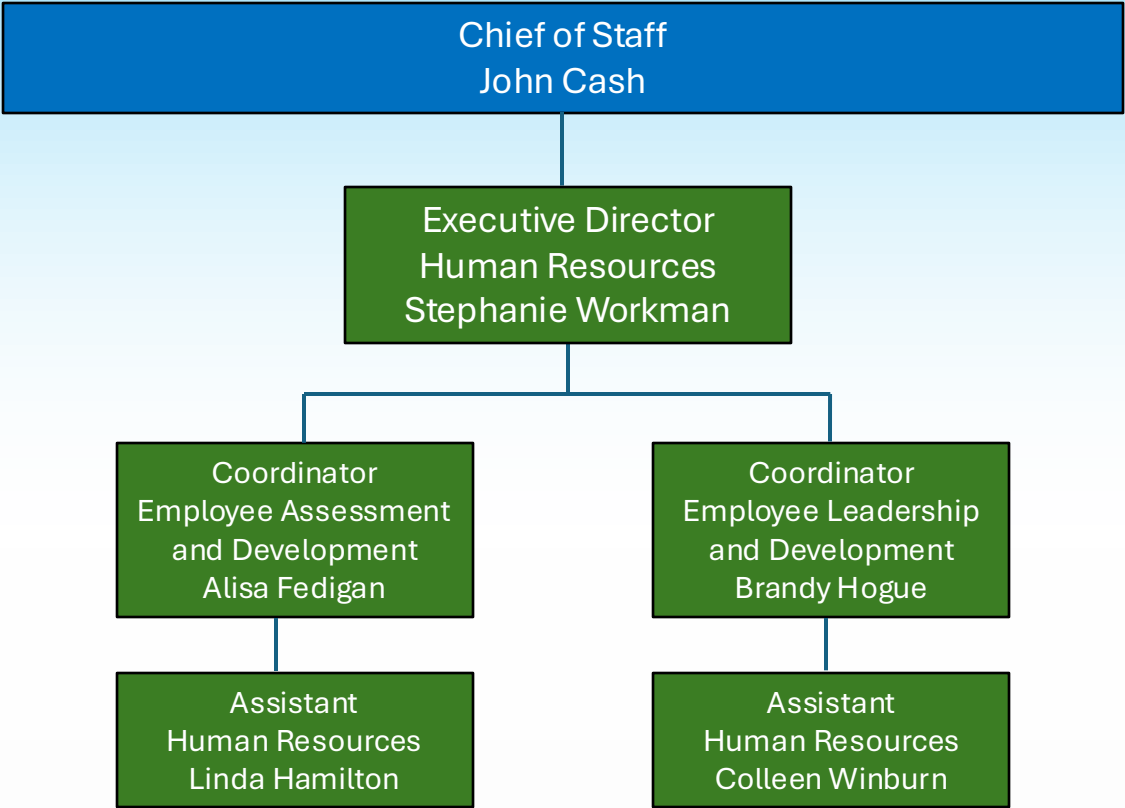 Chief of Staff
John Cash
Executive Director
Human Resources
Stephanie Workman
Coordinator
Employee Assessment
and Development
Alisa Fedigan
Coordinator
Employee Leadership
and Development
Brandy Hogue
Assistant
Human Resources
Linda Hamilton
Assistant
Human Resources
Colleen Winburn